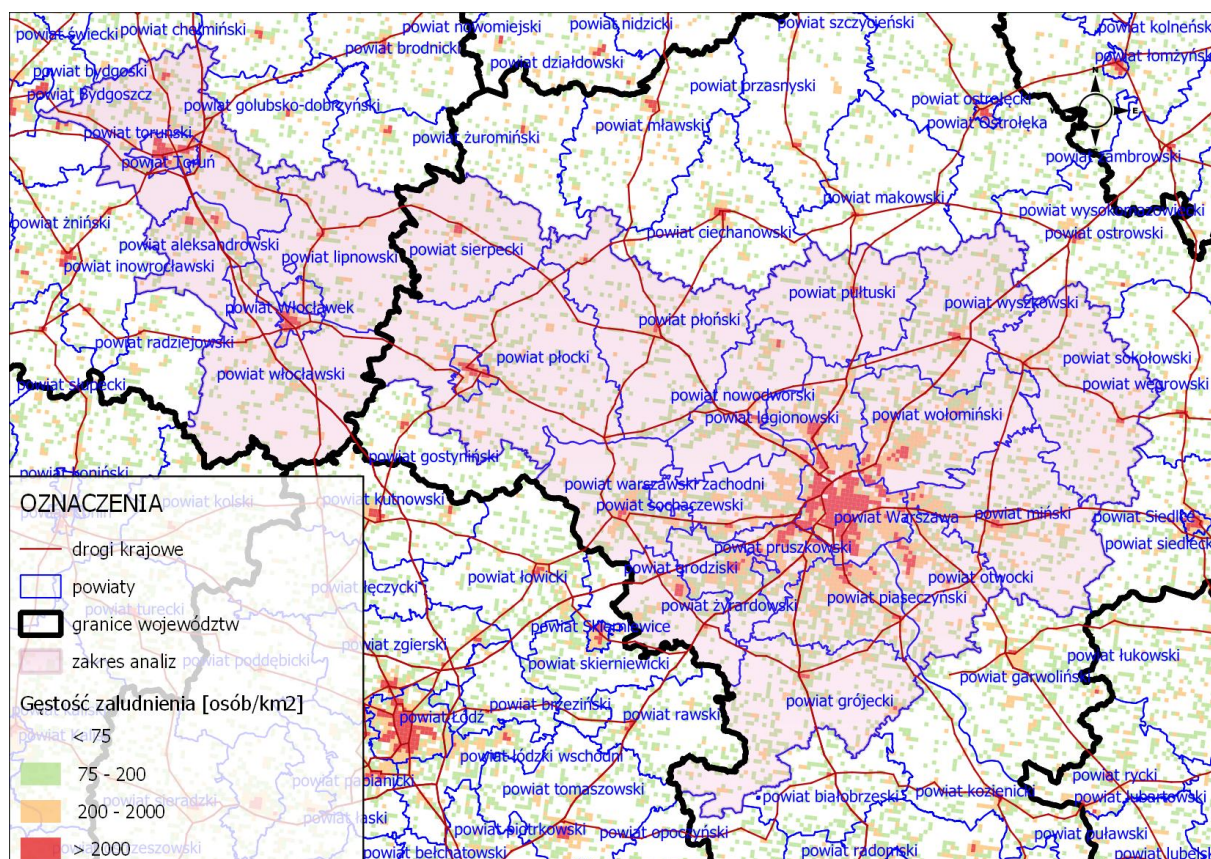 powiat nowomiejski
powiat nidzicki
powiat szczycieński
powiat kolneńsk
powiat świecki
powiat chełmiński
powiat brodnicki
powiat działdowski
powiat łomżyńsk
powiat bydgoski
powiat Bydgoszcz
powiat golubsko-dobrzyński
powiat przasnyski
powiat ostrołęcki
powiat Ostrołęka
N
W
E
powiat toruński
powiat Toruń
powiat żuromiński
powiat mławski
powiat zambrowski
powiat żniński
powiat makowski
powiat wysokomazowiecki
powiat aleksandrowski
powiat sierpecki
powiat ciechanowski
powiat ostrowski
powiat inowrocławski
powiat lipnowski
powiat pułtuski
powiat wyszkowski
powiat Włocławek
powiat płoński
powiat radziejowski
powiat płocki
powiat sokołowski
powiat słupecki
powiat włocławski
powiat węgrowski
powiat nowodworski
powiat legionowski
powiat wołomiński
powiat gostyniński
powiat koniński
powiat warszawski zachodni
powiat kutnowski
powiat sochaczewski
powiat Warszawa
powiat miński
powiat Siedlce
powiat siedleck
powiat pruszkowski
powiat łowicki
powiat grodziski
powiat otwocki
powiat łęczycki
powiat żyrardowski
powiat piaseczyński
powiat Skierniewice
powiat zgierski
powiat skierniewicki
powiat łukowski
powiat garwoliński
powiat grójecki
powiat Łódź
powiat brzeziński
powiat rawski
powiat łódzki wschodni
powiat pabianicki
powiat tomaszowski
powiat białobrzeski
powiat kozienicki
powiat rycki
powiat lubartowski
powiat łaski
powiat piotrkowski
powiat opoczyński
powiat puławski
powiat bełchatowski
powiat radomski
powiat lubelsk
OZNACZENIA
powiat kolski
drogi krajowe
powiaty
powiat turecki
granice województw
zakres analiz
powiat poddębicki
Gęstość zaludnienia [osób/km2]
< 75
75 - 200
200 - 2000
powiat sieradzki
> 2000